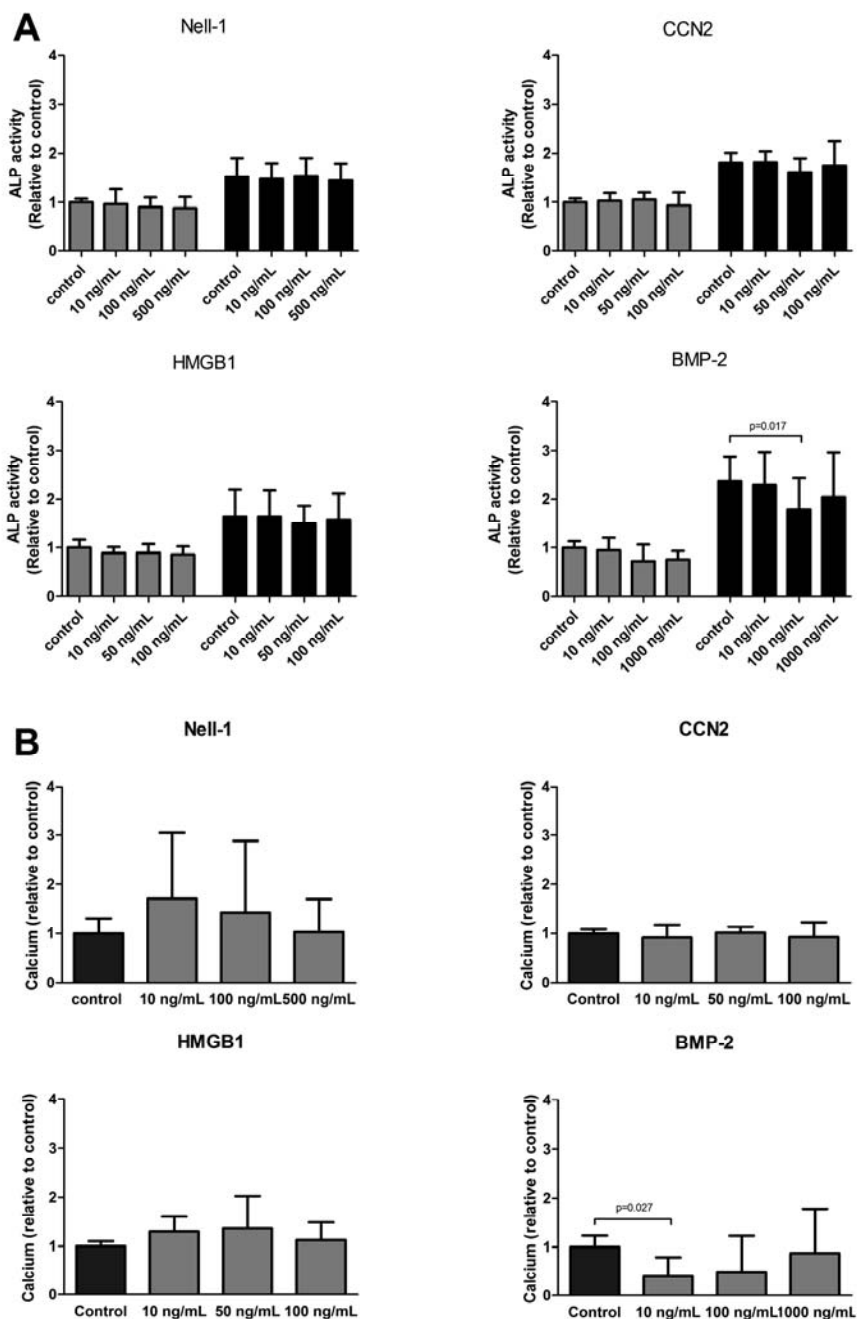 A
Nell-1
ALP activity
(Relative to control)
4
3
2
1
0
control
10 ng/mL
100 ng/mL
500 ng/mL
control
10 ng/mL
100 ng/mL
500 ng/mL
CCN2
ALP activity
(Relative to control)
4
3
2
1
0
control
10 ng/mL
50 ng/mL
100 ng/mL
control
10 ng/mL
50 ng/mL
100 ng/mL
HMGB1
ALP activity
(Relative to control)
4
3
2
1
0
control
10 ng/mL
50 ng/mL
100 ng/mL
control
10 ng/mL
50 ng/mL
100 ng/mL
BMP-2
ALP activity
(Relative to control)
4
3
2
1
0
p=0.017
control
10 ng/mL
100 ng/mL
1000 ng/mL
control
10 ng/mL
100 ng/mL
1000 ng/mL
B
Nell-1
Calcium (relative to control)
4
3
2
1
0
control 10 ng/mL 100 ng/mL 500 ng/mL
CCN2
Calcium (relative to control)
4
3
2
1
0
Control 10 ng/mL 50 ng/mL 100 ng/mL
HMGB1
Calcium (relative to control)
4
3
2
1
0
Control 10 ng/mL 50 ng/mL 100 ng/mL
BMP-2
Calcium (relative to control)
4
3
2
1
0
p=0.027
Control 10 ng/mL 100 ng/mL 1000 ng/mL